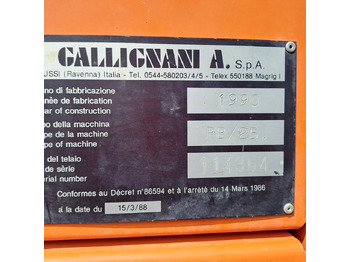 GALLIGNANI A. S.p.A.
USSI (Ravenna) Italia - Tel. 0544-580203/4/5 - Telex 550188 Magrig I
no di fabbricazione
née de fabrication 1990
ar of construction
po della macchina
pe de la machine
pe of machine
del telaio
de série
rial number
Conformes au Décret n° 86594 et à l'arrêté du 14 Mars 1986
à la date du 15/3/88